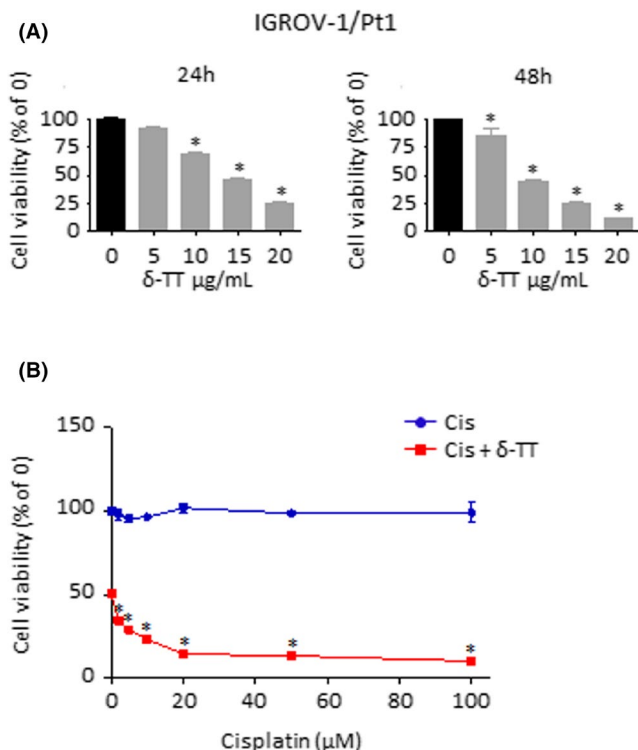 (A)
IGROV-1/Pt1
24h
Cell viability (% of 0)
100
75
50
25
0
* * *
0 5 10 15 20
δ-TT µg/mL
48h
Cell viability (% of 0)
100
75
50
25
0
* * * *
0 5 10 15 20
δ-TT µg/mL
(B)
Cell viability (% of 0)
150
100
50
0
Cis
Cis + δ-TT
* * * * * *
0 20 40 60 80 100
Cisplatin (µM)